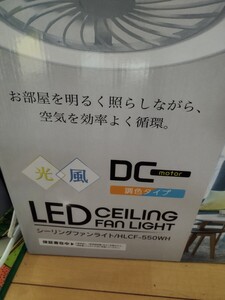 お部屋を明るく照らしながら、
空気を効率よく循環。
光 風
DC motor
調色タイプ
LED CEILING
FAN LIGHT
シーリングファンライト/HLCF-550WH